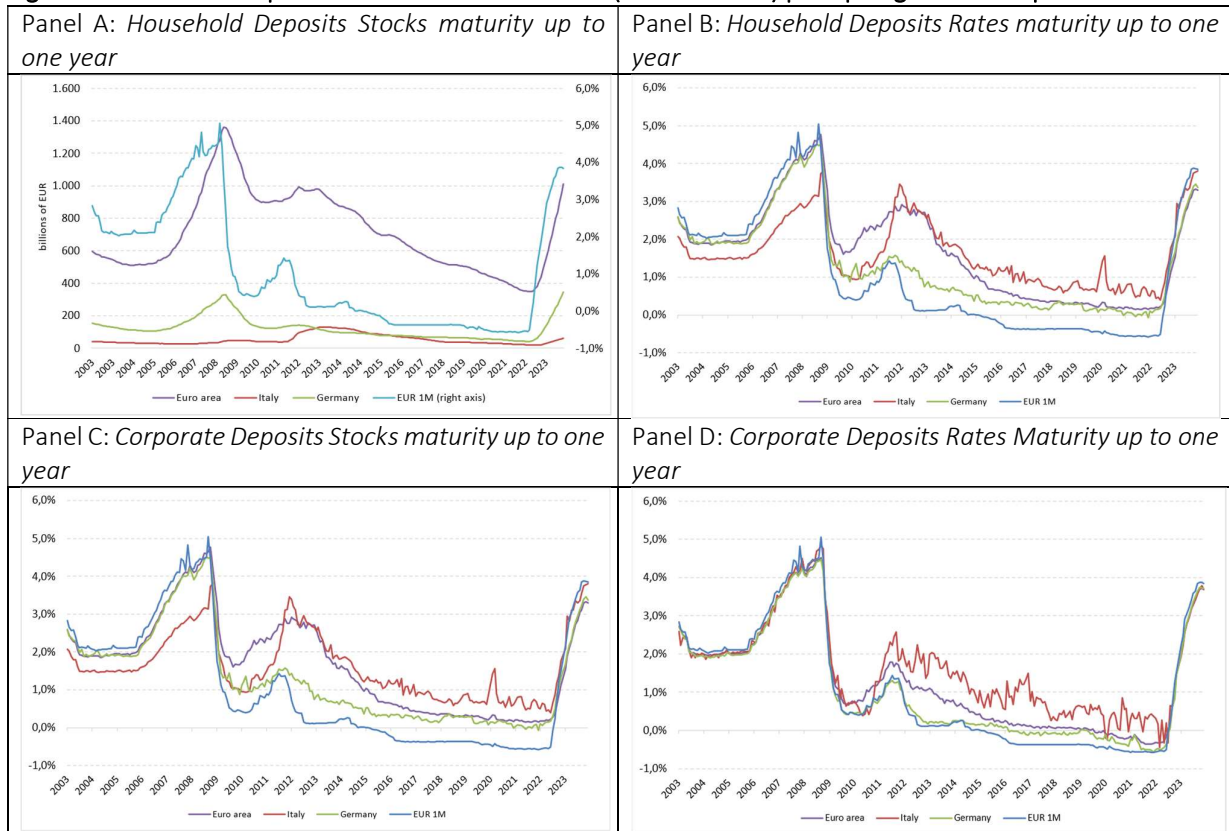 Panel A: Household Deposits Stocks maturity up to
one year
1.600
1.400
1.200
1.000
800
600
400
200
0
billions of EUR
6,0%
5,0%
4,0%
3,0%
2,0%
1,0%
0,0%
-1,0%
2003 2003 2004 2005 2006 2007 2008 2009 2010 2011 2012 2013 2014 2015 2016 2017 2018 2019 2020 2021 2022 2023
Euro area Italy Germany EUR 1M (right axis)
Panel B: Household Deposits Rates maturity up to one
year
6,0%
5,0%
4,0%
3,0%
2,0%
1,0%
0,0%
-1,0%
2003 2004 2005 2006 2007 2008 2009 2010 2011 2012 2013 2014 2015 2016 2017 2018 2019 2020 2021 2022 2023
Euro area Italy Germany EUR 1M
Panel C: Corporate Deposits Stocks maturity up to one
year
6,0%
5,0%
4,0%
3,0%
2,0%
1,0%
0,0%
-1,0%
2003 2004 2005 2006 2007 2008 2009 2010 2011 2012 2013 2014 2015 2016 2017 2018 2019 2020 2021 2022 2023
Euro area Italy Germany EUR 1M
Panel D: Corporate Deposits Rates Maturity up to one
year
6,0%
5,0%
4,0%
3,0%
2,0%
1,0%
0,0%
-1,0%
2003 2004 2005 2006 2007 2008 2009 2010 2011 2012 2013 2014 2015 2016 2017 2018 2019 2020 2021 2022 2023
Euro area Italy Germany EUR 1M